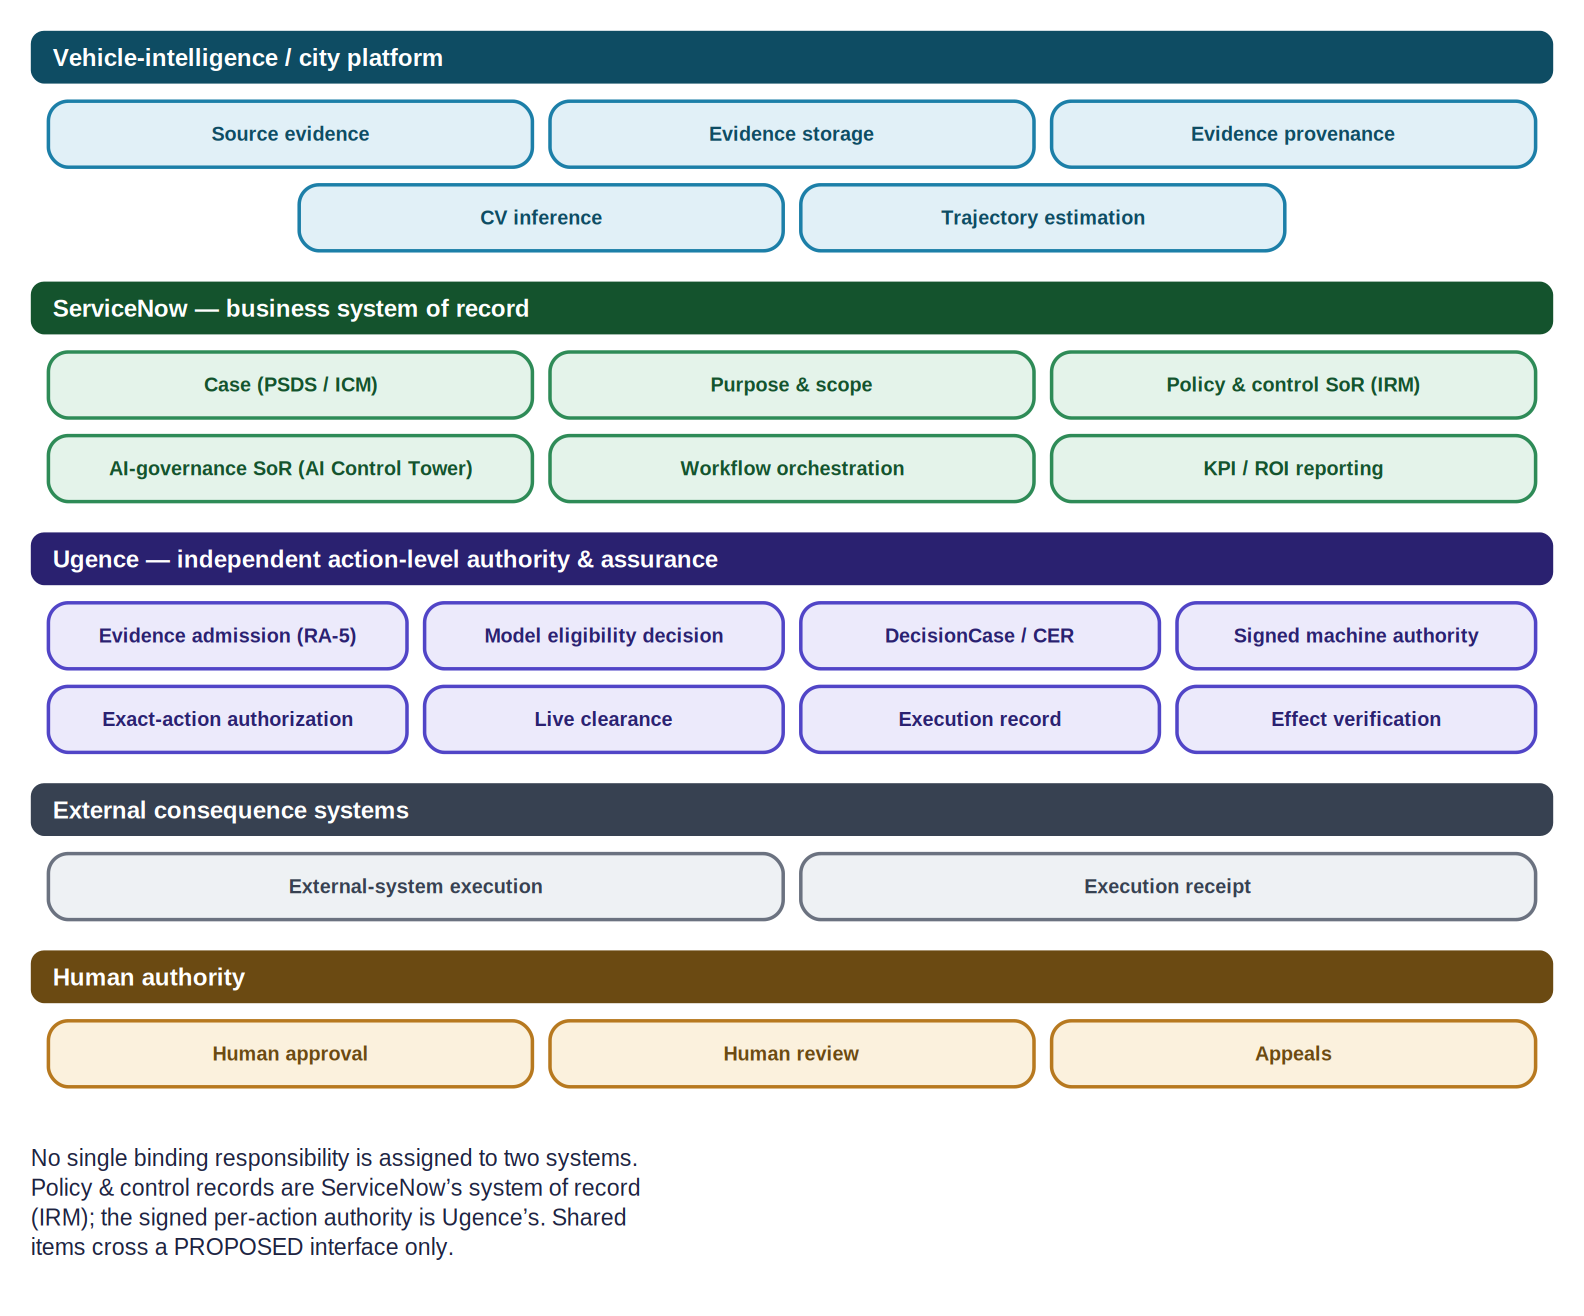 Vehicle-intelligence / city platform
Source evidence
Evidence storage
Evidence provenance
CV inference
Trajectory estimation
ServiceNow — business system of record
Case (PSDS / ICM)
Purpose & scope
Policy & control SoR (IRM)
AI-governance SoR (AI Control Tower)
Workflow orchestration
KPI / ROI reporting
Ugence — independent action-level authority & assurance
Evidence admission (RA-5)
Model eligibility decision
DecisionCase / CER
Signed machine authority
Exact-action authorization
Live clearance
Execution record
Effect verification
External consequence systems
External-system execution
Execution receipt
Human authority
Human approval
Human review
Appeals
No single binding responsibility is assigned to two systems.
Policy & control records are ServiceNow’s system of record
(IRM); the signed per-action authority is Ugence’s. Shared
items cross a PROPOSED interface only.